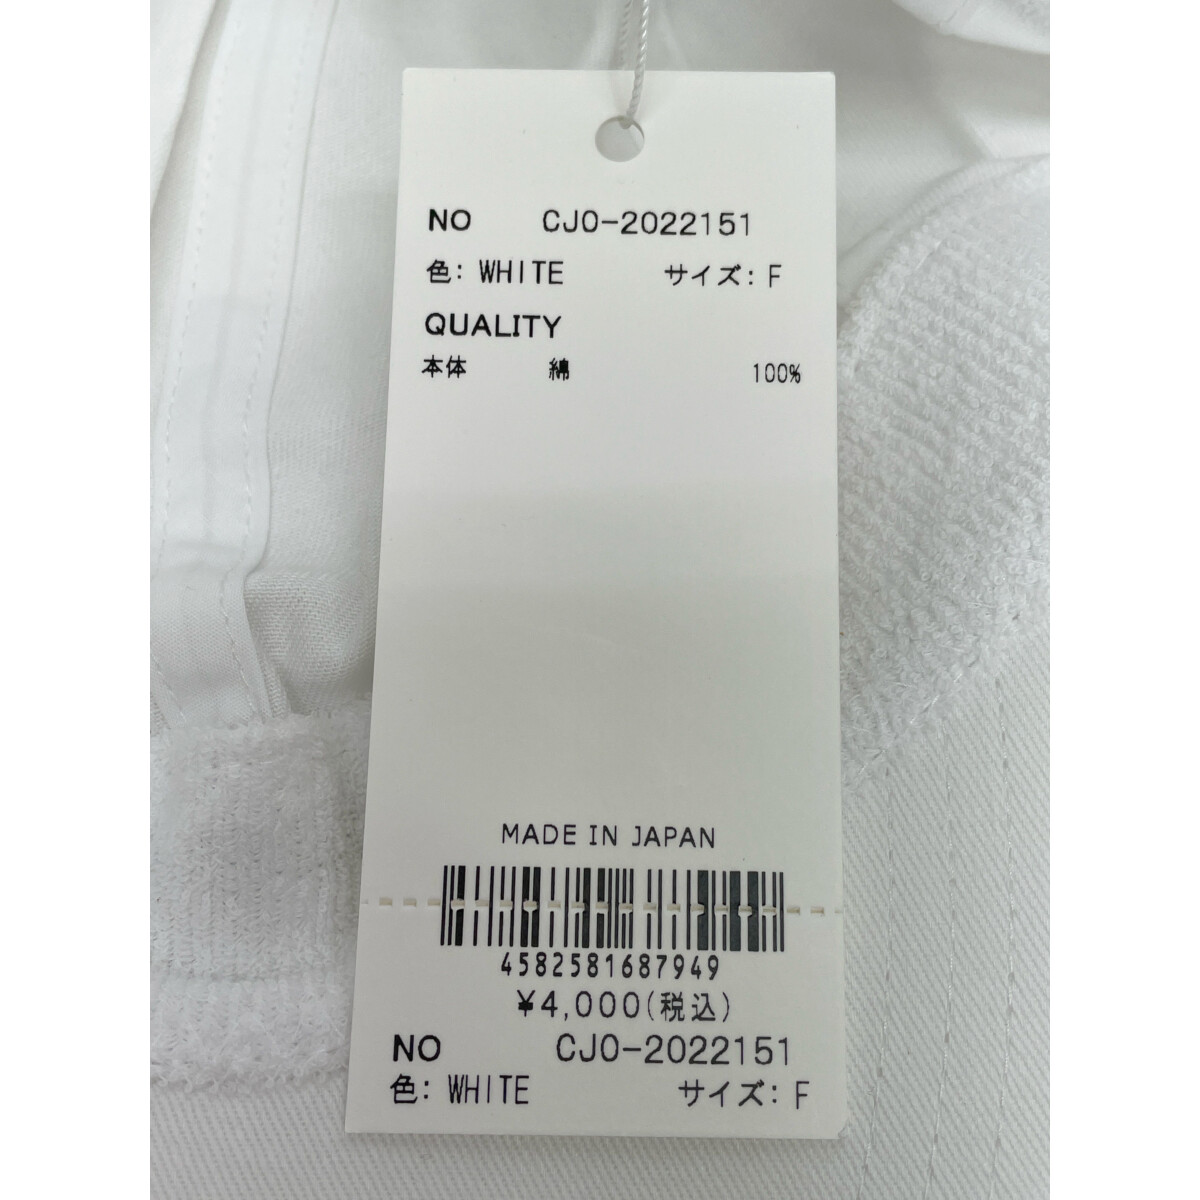 NO CJO-2022151
色: WHITE サイズ: F
QUALITY
本体 綿 100%
MADE IN JAPAN
4582581687949
¥4,000(税込)
NO CJO-2022151
色: WHITE サイズ: F